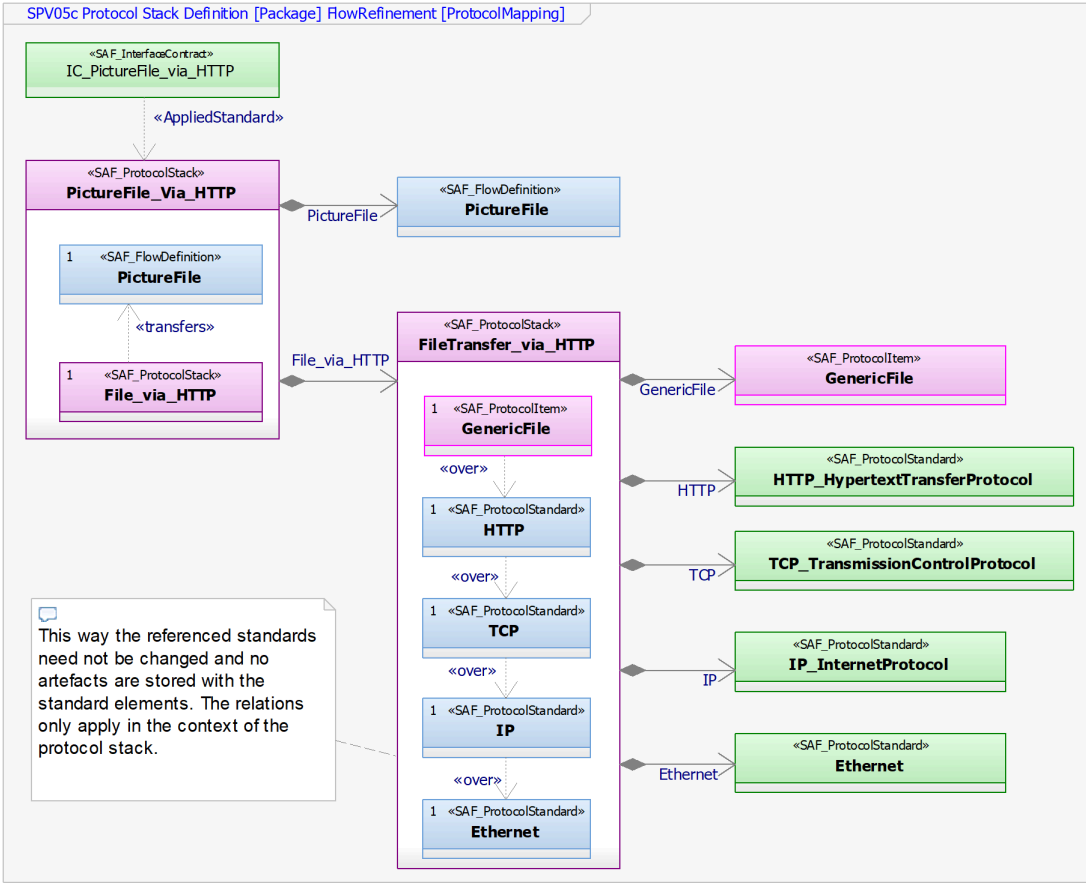 SPV05c Protocol Stack Definition [Package] FlowRefinement [ProtocolMapping]
«SAF_InterfaceContract»
IC_PictureFile_via_HTTP
«AppliedStandard»
«SAF_ProtocolStack»
PictureFile_Via_HTTP
PictureFile
«SAF_FlowDefinition»
PictureFile
1 «SAF_FlowDefinition»
PictureFile
«transfers»
1 «SAF_ProtocolStack»
File_via_HTTP
File_via_HTTP
«SAF_ProtocolStack»
FileTransfer_via_HTTP
1 «SAF_ProtocolItem»
GenericFile
«over»
1 «SAF_ProtocolStandard»
HTTP
«over»
1 «SAF_ProtocolStandard»
TCP
«over»
1 «SAF_ProtocolStandard»
IP
«over»
1 «SAF_ProtocolStandard»
Ethernet
GenericFile
«SAF_ProtocolItem»
GenericFile
HTTP
«SAF_ProtocolStandard»
HTTP_HypertextTransferProtocol
TCP
«SAF_ProtocolStandard»
TCP_TransmissionControlProtocol
IP
«SAF_ProtocolStandard»
IP_InternetProtocol
Ethernet
«SAF_ProtocolStandard»
Ethernet
This way the referenced standards
need not be changed and no
artefacts are stored with the
standard elements. The relations
only apply in the context of the
protocol stack.